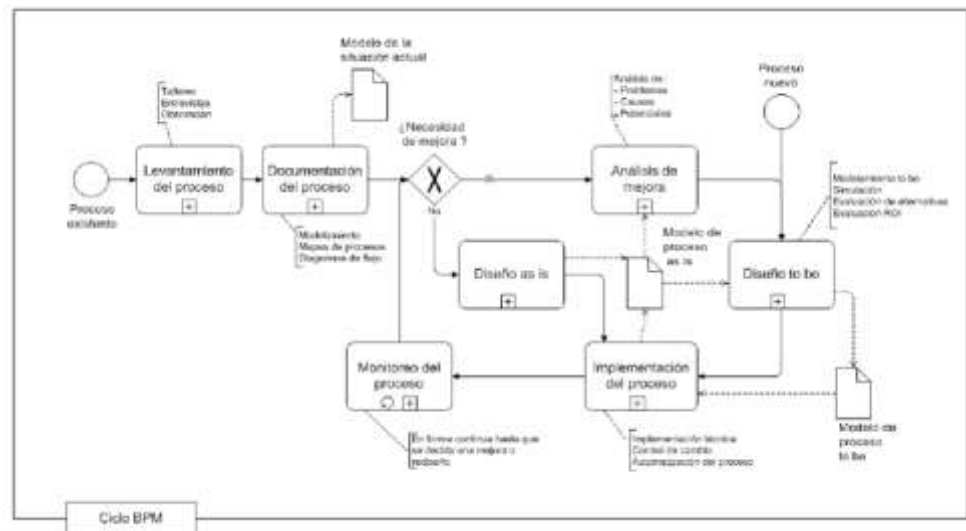 Modelo de la
situación actual
Talleres
Entrevistas
Observación
Análisis de:
- Problemas
- Causas
- Potenciales
Proceso
nuevo
¿Necesidad
de mejora ?
Levantamiento
del proceso
Documentación
del proceso
Análisis de
mejora
Proceso
existente
Si
No
Modelamiento
Mapas de procesos
Diagramas de flujo
Modelamiento to be
Simulación
Evaluación de alternativas
Evaluación ROI
Modelo de
proceso
as is
Diseño as is
Diseño to be
Monitoreo del
proceso
Implementación
del proceso
Modelo de
proceso
to be
En forma continua hasta que
se decida una mejora o
rediseño
Implementación técnica
Control de cambio
Automatización del proceso
Ciclo BPM